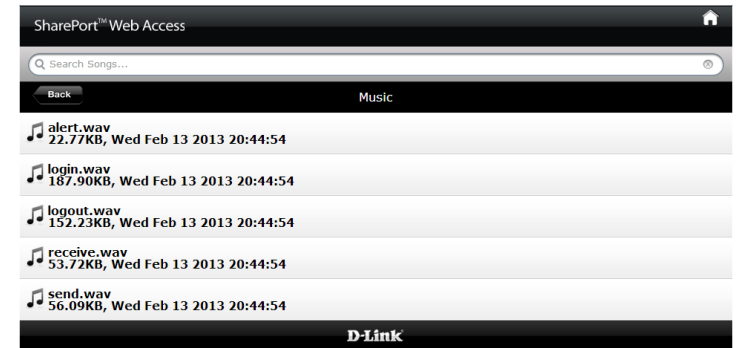 SharePort™ Web Access
Search Songs...
Back
Music
alert.wav
22.77KB, Wed Feb 13 2013 20:44:54
login.wav
187.90KB, Wed Feb 13 2013 20:44:54
logout.wav
152.23KB, Wed Feb 13 2013 20:44:54
receive.wav
53.72KB, Wed Feb 13 2013 20:44:54
send.wav
56.09KB, Wed Feb 13 2013 20:44:54
D-Link